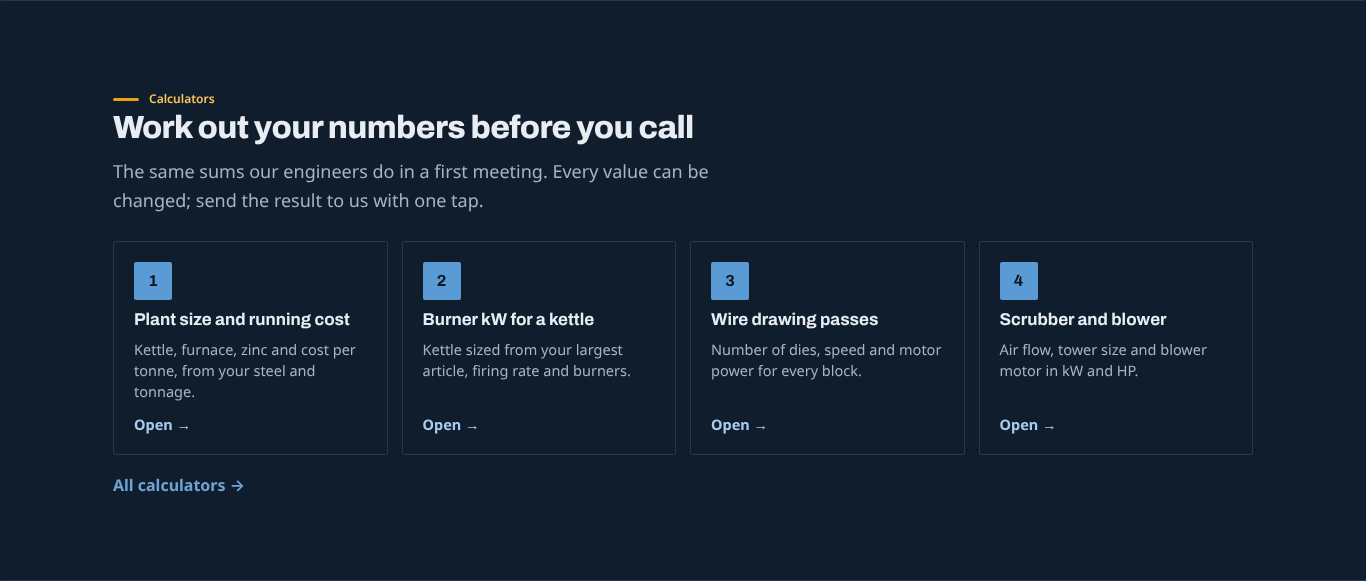 Calculators
Work out your numbers before you call
The same sums our engineers do in a first meeting. Every value can be
changed; send the result to us with one tap.
1
Plant size and running cost
Kettle, furnace, zinc and cost per
tonne, from your steel and
tonnage.
Open →
2
Burner kW for a kettle
Kettle sized from your largest
article, firing rate and burners.
Open →
3
Wire drawing passes
Number of dies, speed and motor
power for every block.
Open →
4
Scrubber and blower
Air flow, tower size and blower
motor in kW and HP.
Open →
All calculators →